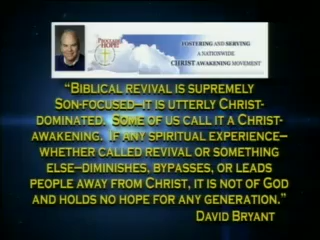 PROCLAIM
HOPE!
FOSTERING AND SERVING
A NATIONWIDE
CHRIST AWAKENING MOVEMENT
“BIBLICAL REVIVAL IS SUPREMELY
SON-FOCUSED—IT IS UTTERLY CHRIST-
DOMINATED. SOME OF US CALL IT A CHRIST-
AWAKENING. IF ANY SPIRITUAL EXPERIENCE—
WHETHER CALLED REVIVAL OR SOMETHING
ELSE—DIMINISHES, BYPASSES, OR LEADS
PEOPLE AWAY FROM CHRIST, IT IS NOT OF GOD
AND HOLDS NO HOPE FOR ANY GENERATION.”
DAVID BRYANT